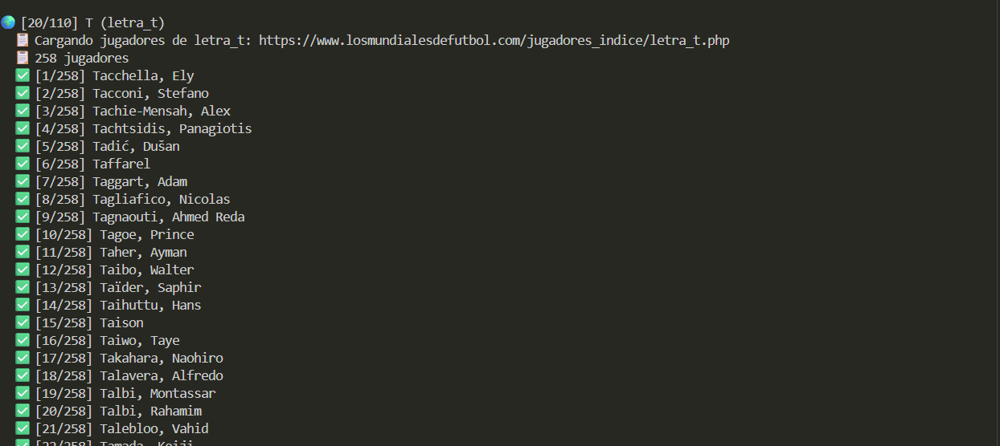 [20/110] T (letra_t)
Cargando jugadores de letra_t: https://www.losmundialesdefutbol.com/jugadores_indice/letra_t.php
258 jugadores
[1/258] Tacchella, Ely
[2/258] Tacconi, Stefano
[3/258] Tachie-Mensah, Alex
[4/258] Tachtsidis, Panagiotis
[5/258] Tadić, Dušan
[6/258] Taffarel
[7/258] Taggart, Adam
[8/258] Tagliafico, Nicolas
[9/258] Tagnaouti, Ahmed Reda
[10/258] Tagoe, Prince
[11/258] Taher, Ayman
[12/258] Taibo, Walter
[13/258] Taïder, Saphir
[14/258] Taihuttu, Hans
[15/258] Taison
[16/258] Taiwo, Taye
[17/258] Takahara, Naohiro
[18/258] Talavera, Alfredo
[19/258] Talbi, Montassar
[20/258] Talbi, Rahamim
[21/258] Talebloo, Vahid
[22/258] Tamada, Keiji